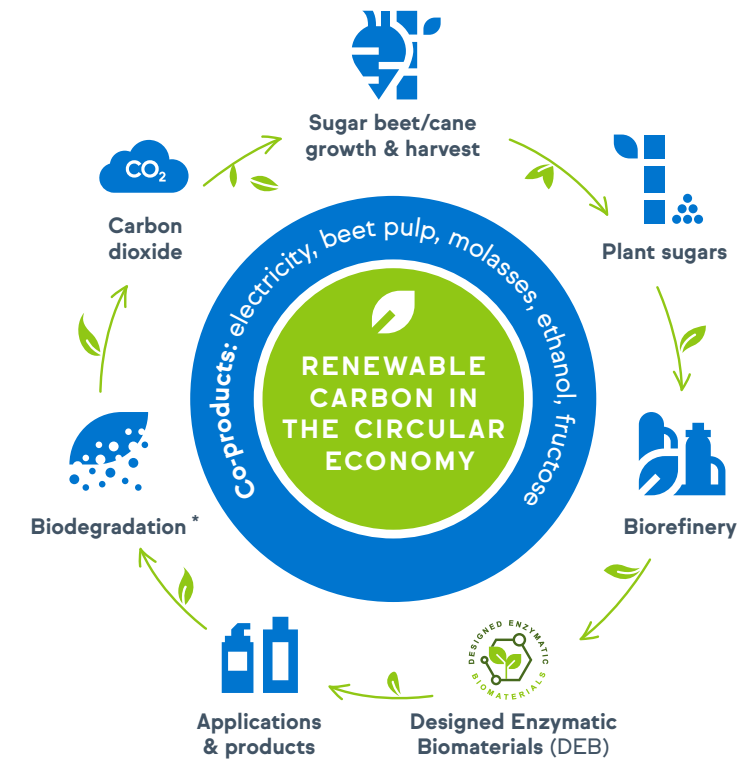 Sugar beet/cane
growth & harvest
CO2
Carbon
dioxide
Plant sugars
Co-products: electricity, beet pulp, molasses, ethanol, fructose
RENEWABLE
CARBON IN
THE CIRCULAR
ECONOMY
Biodegradation *
Biorefinery
DESIGNED ENZYMATIC
BIOMATERIALS
Applications
& products
Designed Enzymatic
Biomaterials (DEB)